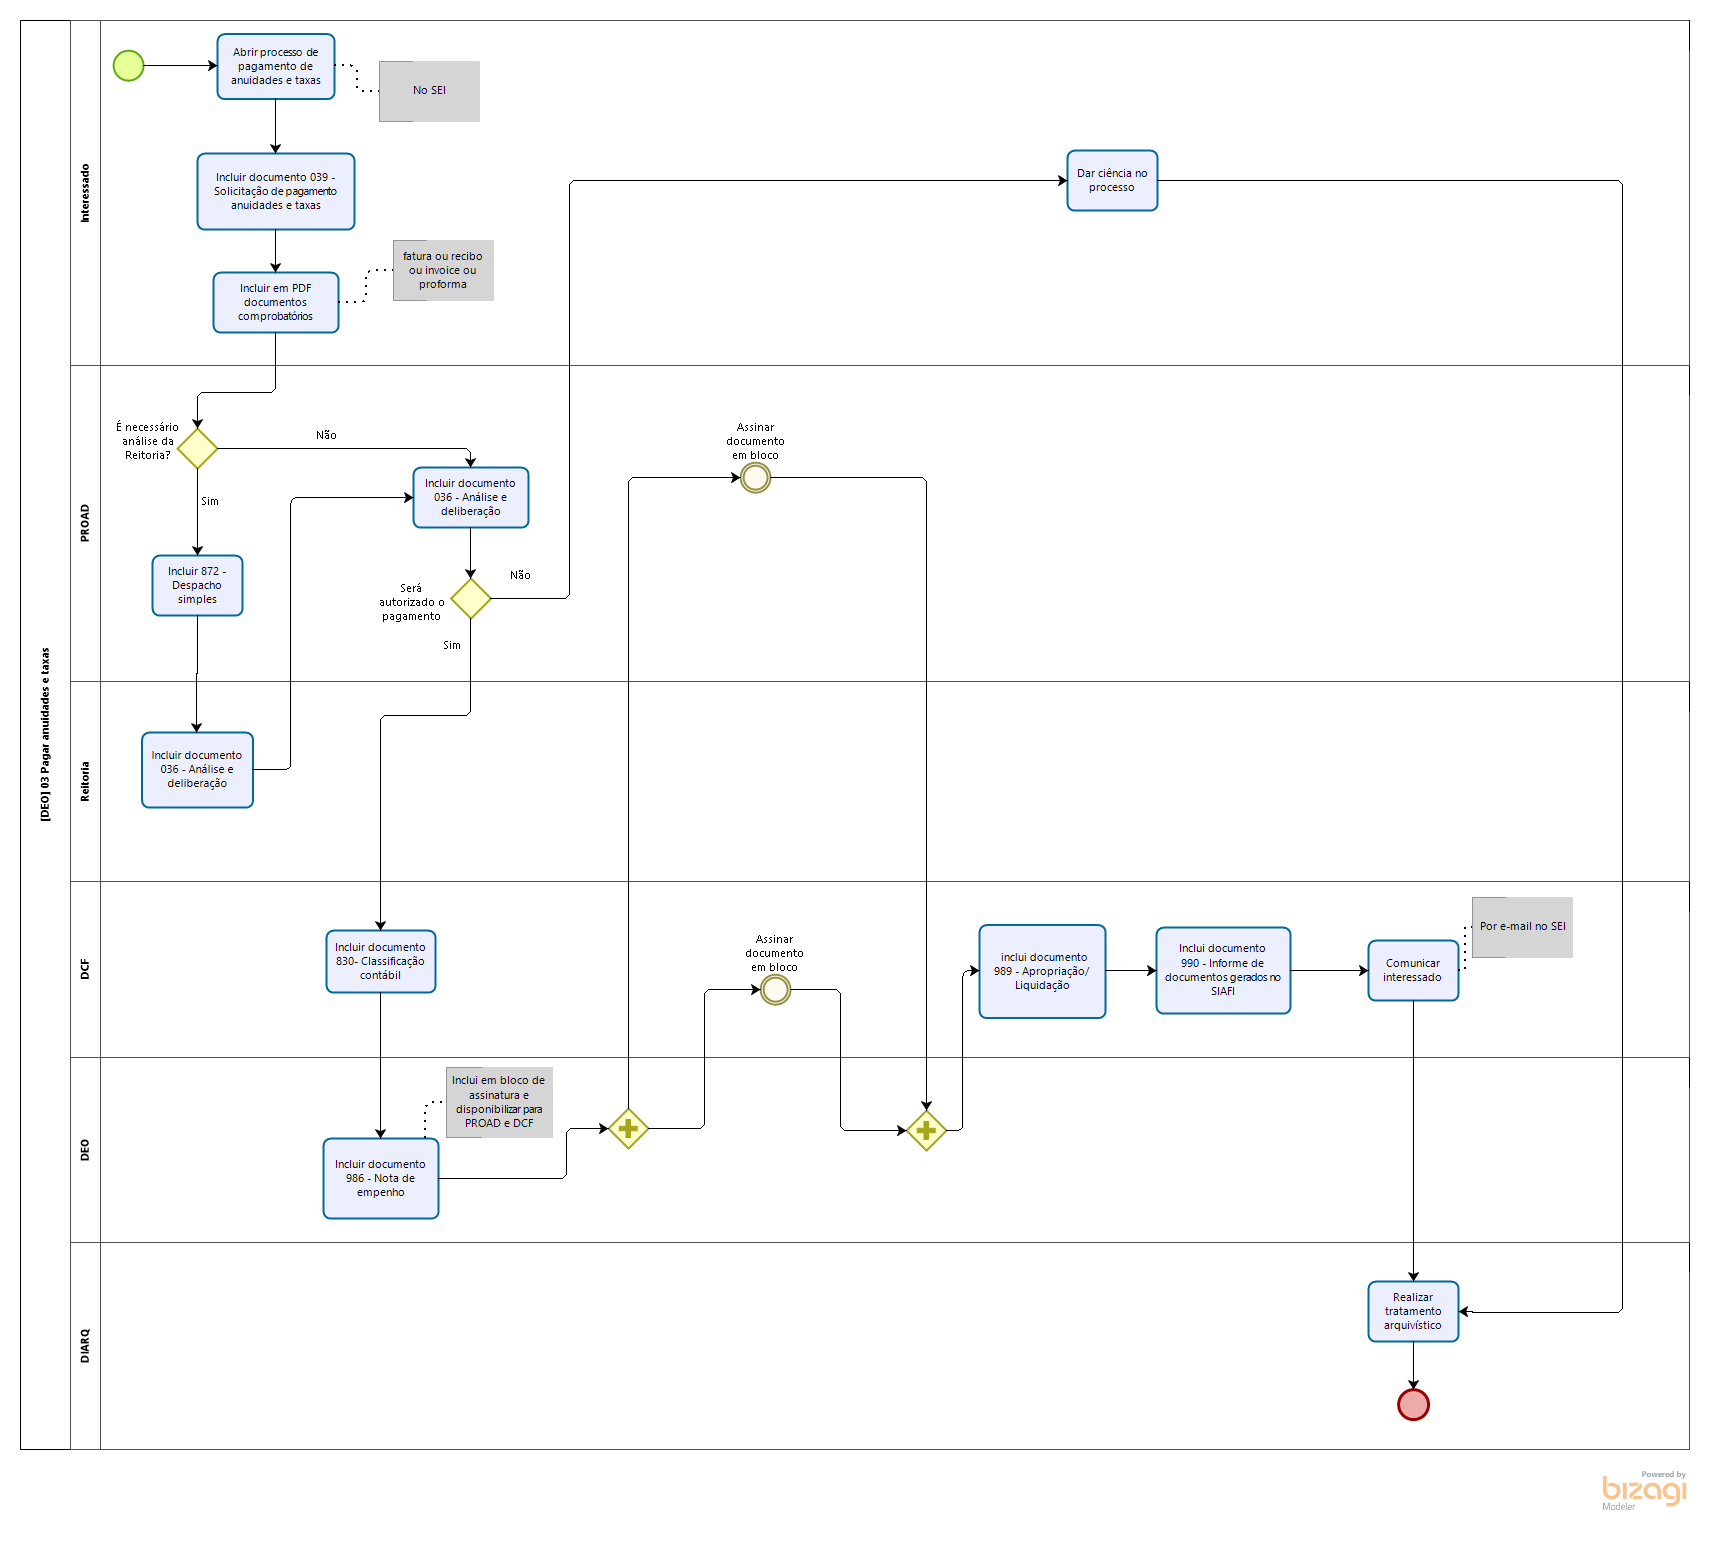 [DEO] 03 Pagar anuidades e taxas
Interessado
Abrir processo de
pagamento de
anuidades e taxas
No SEI
Incluir documento 039 -
Solicitação de pagamento
anuidades e taxas
fatura ou recibo
ou invoice ou
proforma
Incluir em PDF
documentos
comprobatórios
Dar ciência no
processo
PROAD
É necessário
análise da
Reitoria?
Não
Sim
Incluir documento
036 - Análise e
deliberação
Incluir 872 -
Despacho
simples
Será
autorizado o
pagamento
Não
Sim
Assinar
documento
em bloco
Reitoria
Incluir documento
036 - Análise e
deliberação
DCF
Incluir documento
830- Classificação
contábil
Assinar
documento
em bloco
inclui documento
989 - Apropriação/
Liquidação
Inclui documento
990 - Informe de
documentos gerados no
SIAFI
Comunicar
interessado
Por e-mail no SEI
DEO
Inclui em bloco de
assinatura e
disponibilizar para
PROAD e DCF
Incluir documento
986 - Nota de
empenho
DIARQ
Realizar
tratamento
arquivístico
Powered by
bizagi
Modeler